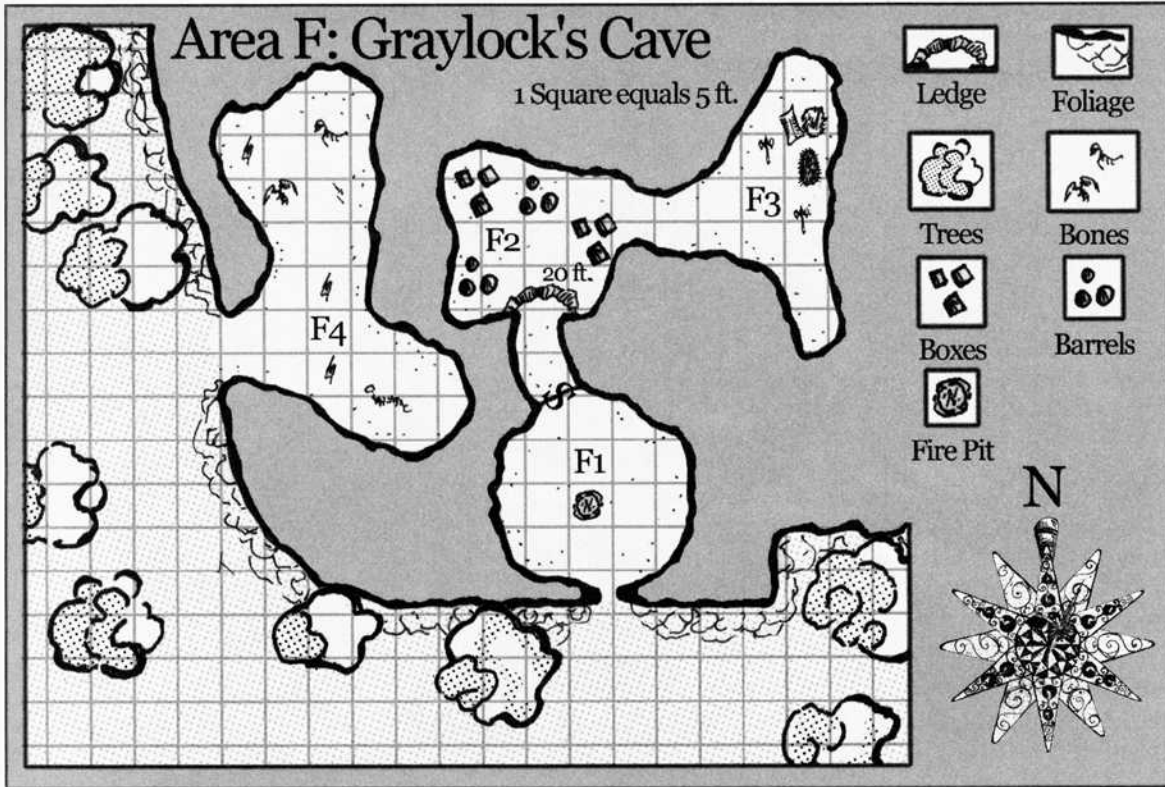 Area F: Graylock's Cave
1 Square equals 5 ft.
Ledge
Foliage
Trees
Bones
Boxes
Barrels
Fire Pit
N
F3
F2
20 ft.
F4
S
F1